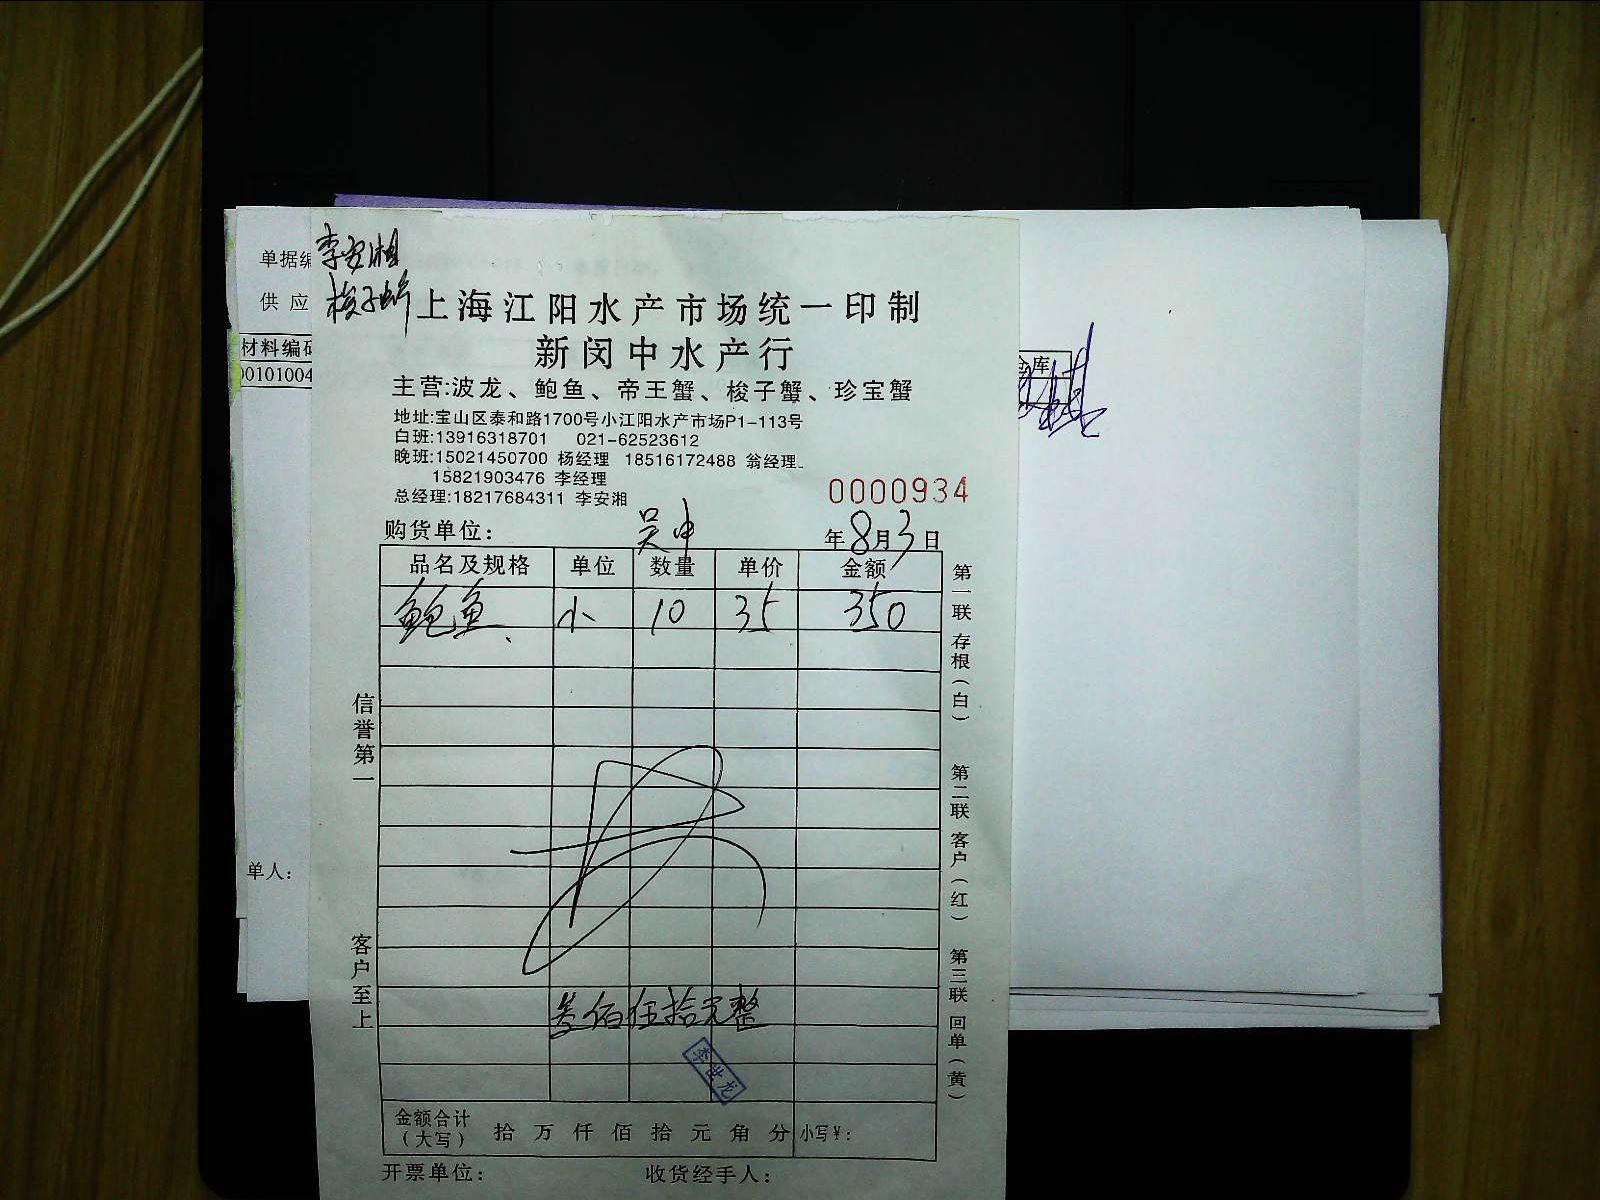 单据编
供应
材料编码
00101004
单人：
李安湘
梭子蟹
上海江阳水产市场统一印制
新闵中水产行
主营:波龙、鲍鱼、帝王蟹、梭子蟹、珍宝蟹
地址:宝山区泰和路1700号小江阳水产市场P1-113号
白班:13916318701 021-62523612
晚班:15021450700 杨经理 18516172488 翁经理
15821903476 李经理
总经理:18217684311 李安湘
0000934
购货单位: 吴中 年8月3日
品名及规格 单位 数量 单价 金额
鲍鱼 小 10 35 350
叁佰伍拾元整
李世龙
金额合计（大写） 拾 万 仟 佰 拾 元 角 分 小写¥:
开票单位: 收货经手人:
信誉第一
客户至上
第一联 存根（白）
第二联 客户（红）
第三联 回单（黄）
仓库